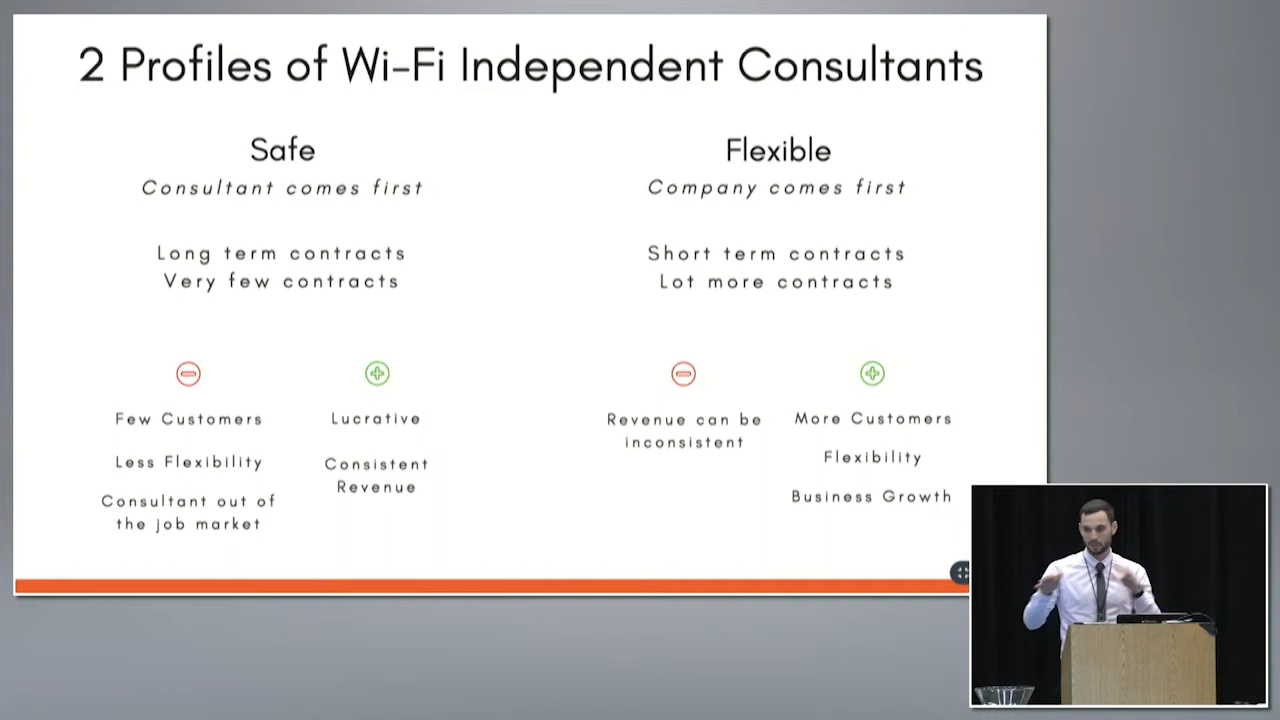 2 Profiles of Wi-Fi Independent Consultants
Safe
Consultant comes first
Long term contracts
Very few contracts
Few Customers
Less Flexibility
Consultant out of
the job market
Lucrative
Consistent
Revenue
Flexible
Company comes first
Short term contracts
Lot more contracts
Revenue can be
inconsistent
More Customers
Flexibility
Business Growth